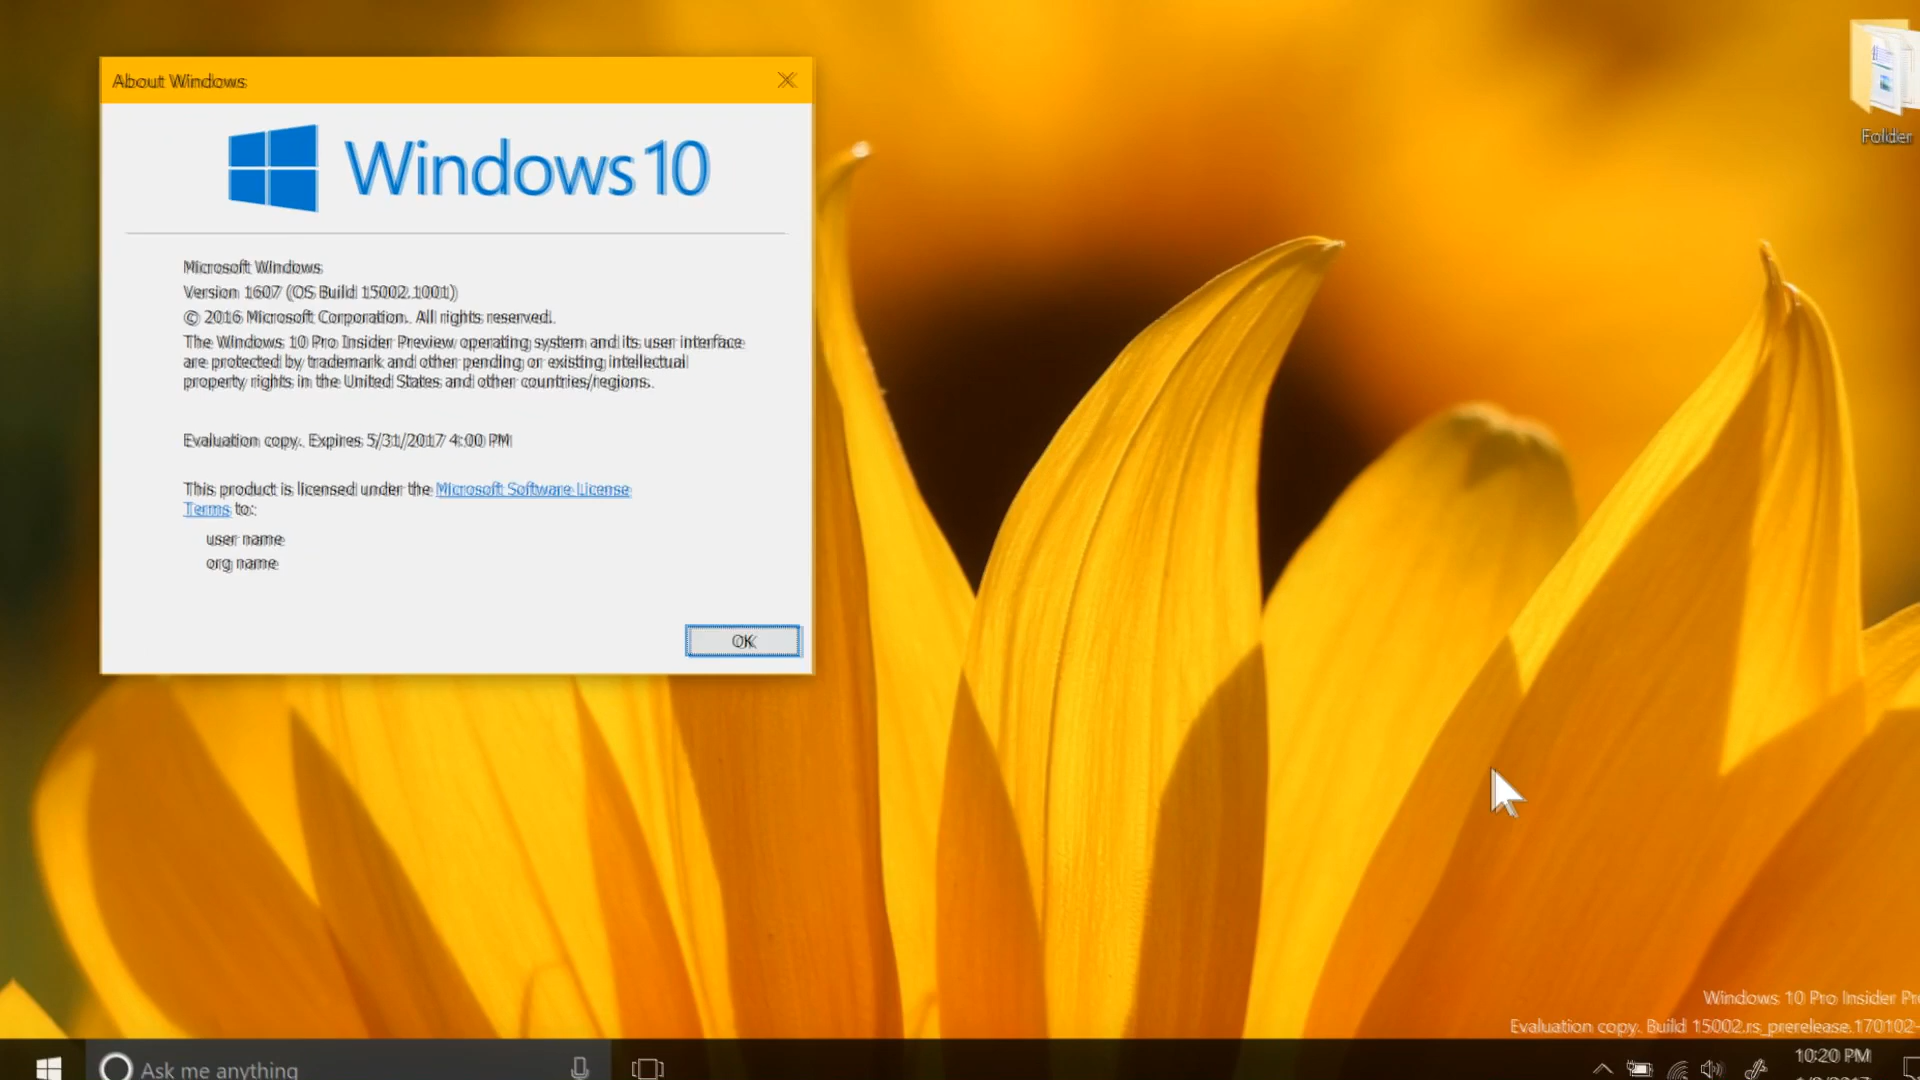 About Windows
Folder
Windows 10
Microsoft Windows
Version 1607 (OS Build 15002.1001)
© 2016 Microsoft Corporation. All rights reserved.
The Windows 10 Pro Insider Preview operating system and its user interface
are protected by trademark and other pending or existing intellectual
property rights in the United States and other countries/regions.
Evaluation copy. Expires 5/31/2017 4:00 PM
This product is licensed under the Microsoft Software License
Terms to:
user name
org name
OK
Windows 10 Pro Insider
Evaluation copy. Build 15002.rs_prerelease.170102-
Ask me anything
10:20 PM